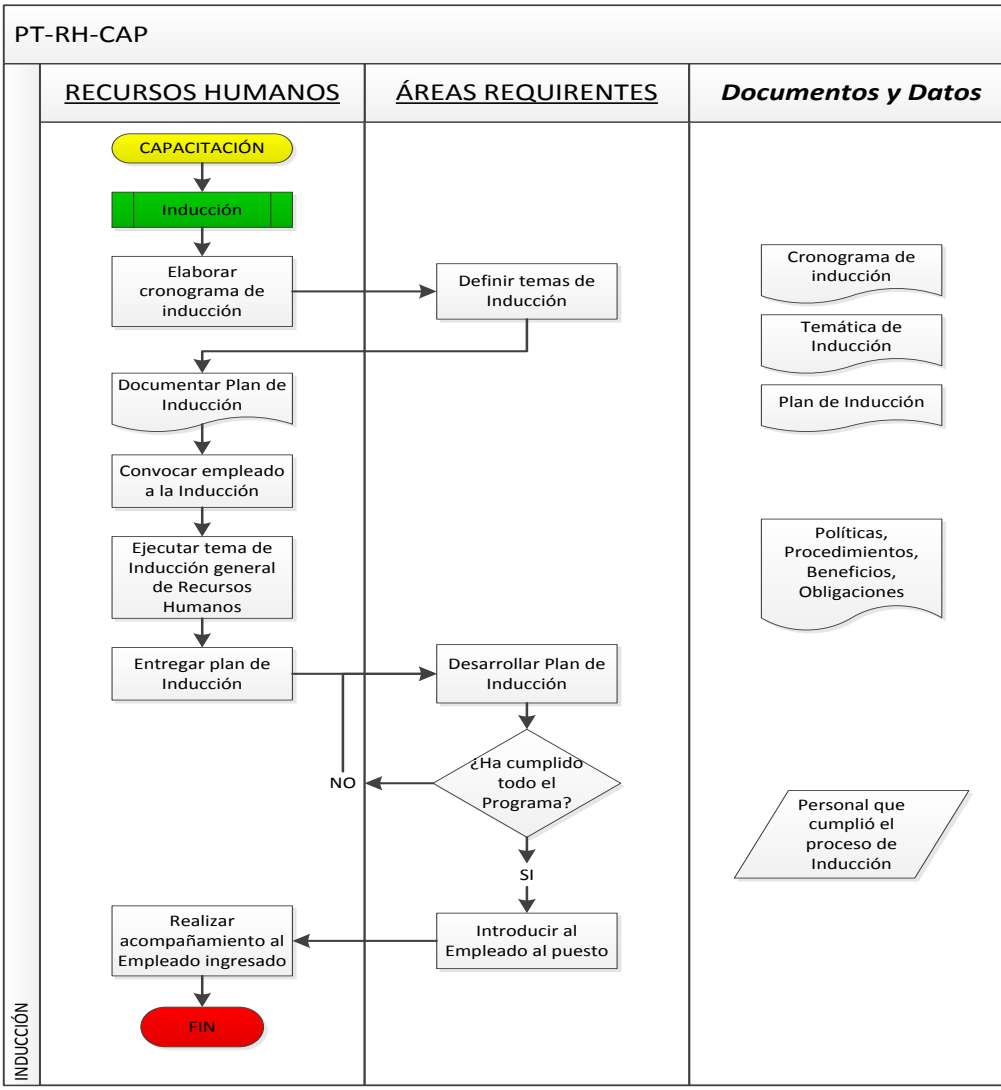 PT-RH-CAP
RECURSOS HUMANOS
ÁREAS REQUIRENTES
Documentos y Datos
CAPACITACIÓN
Inducción
Elaborar
cronograma de
inducción
Definir temas de
Inducción
Cronograma de
inducción
Temática de
Inducción
Documentar Plan de
Inducción
Plan de Inducción
Convocar empleado
a la Inducción
Ejecutar tema de
Inducción general
de Recursos
Humanos
Políticas,
Procedimientos,
Beneficios,
Obligaciones
Entregar plan de
Inducción
Desarrollar Plan de
Inducción
¿Ha cumplido
todo el
Programa?
NO
SI
Personal que
cumplió el
proceso de
Inducción
Introducir al
Empleado al puesto
Realizar
acompañamiento al
Empleado ingresado
FIN
INDUCCIÓN